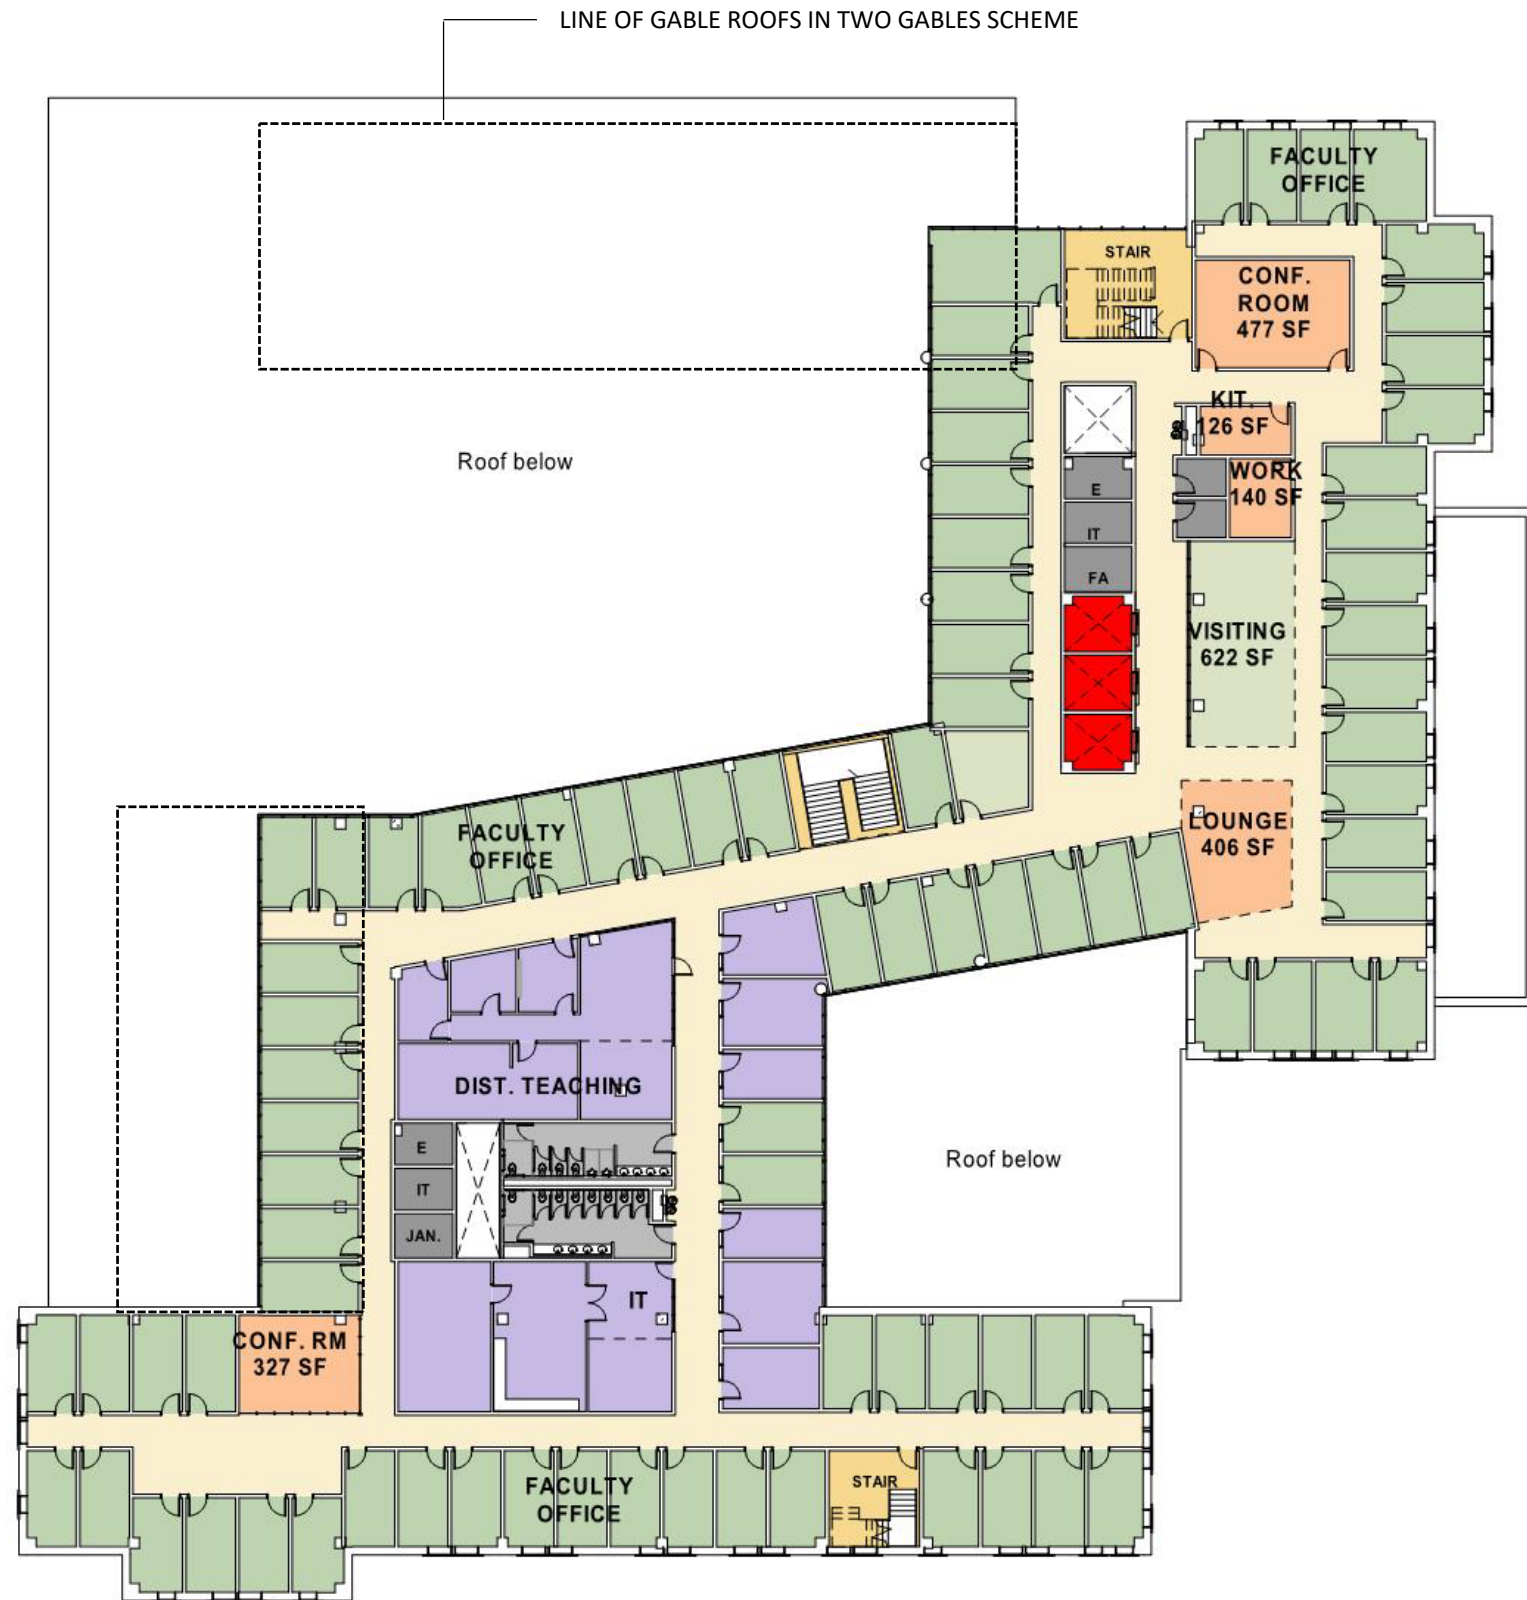 LINE OF GABLE ROOFS IN TWO GABLES SCHEME
FACULTY
OFFICE
STAIR
CONF.
ROOM
477 SF
KIT.
126 SF
Roof below
WORK
140 SF
E
IT
FA
VISITING
622 SF
LOUNGE
406 SF
FACULTY
OFFICE
DIST. TEACHING
E
IT
JAN.
Roof below
IT
CONF. RM
327 SF
FACULTY
OFFICE
STAIR